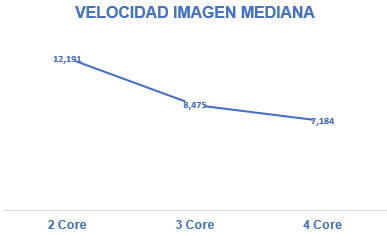 VELOCIDAD IMAGEN MEDIANA
12,191
8,475
7,184
2 Core
3 Core
4 Core